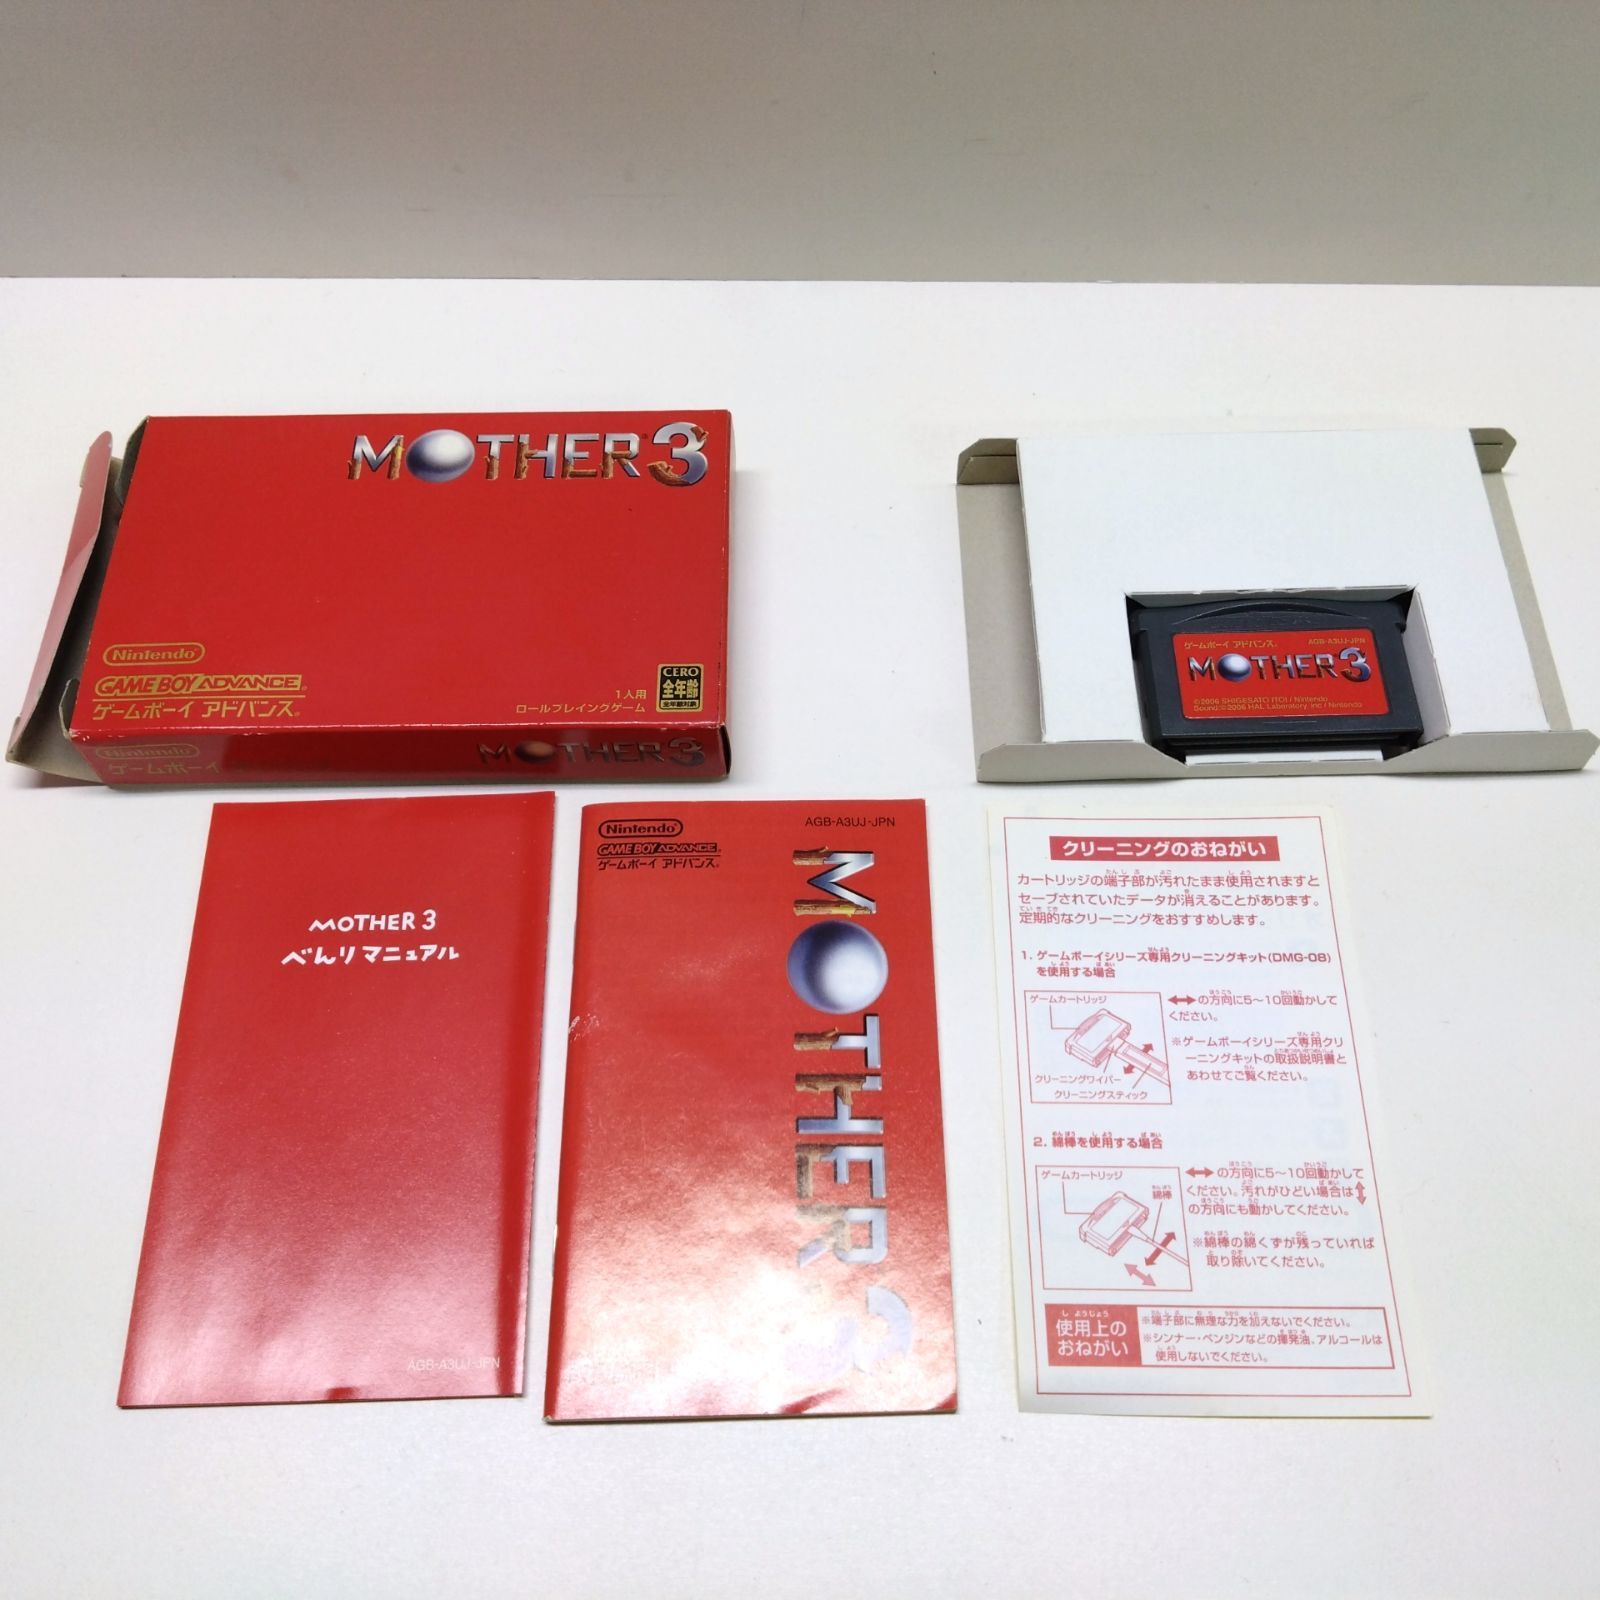 MOTHER 3
Nintendo
GAME BOY ADVANCE
ゲームボーイ アドバンス
1人用
ロールプレイングゲーム
CERO
全年齢
全年齢対象
Nintendo
ゲームボーイ
MOTHER 3
ゲームボーイ アドバンス
AGB-A3UJ-JPN
MOTHER 3
©2006 SHIGESATO ITOI / Nintendo
Sound:©2006 HAL Laboratory, Inc / Nintendo
MOTHER 3
べんりマニュアル
AGB-A3UJ-JPN
Nintendo
GAME BOY ADVANCE
ゲームボーイ アドバンス
AGB-A3UJ-JPN
MOTHER 3
クリーニングのおねがい
カートリッジの端子部が汚れたまま使用されますと
セーブされていたデータが消えることがあります。
定期的なクリーニングをおすすめします。
1. ゲームボーイシリーズ専用クリーニングキット(DMG-08)
を使用する場合
ゲームカートリッジ
クリーニングワイパー
クリーニングスティック
↔の方向に5〜10回動かして
ください。
※ゲームボーイシリーズ専用クリ
ーニングキットの取扱説明書と
あわせてご覧ください。
2. 綿棒を使用する場合
ゲームカートリッジ
綿棒
↔の方向に5〜10回動かして
ください。汚れがひどい場合は↕
の方向にも動かしてください。
※綿棒の綿くずが残っていれば
取り除いてください。
使用上の
おねがい
※端子部に無理な力を加えないでください。
※シンナー・ベンジンなどの揮発油、アルコールは
使用しないでください。